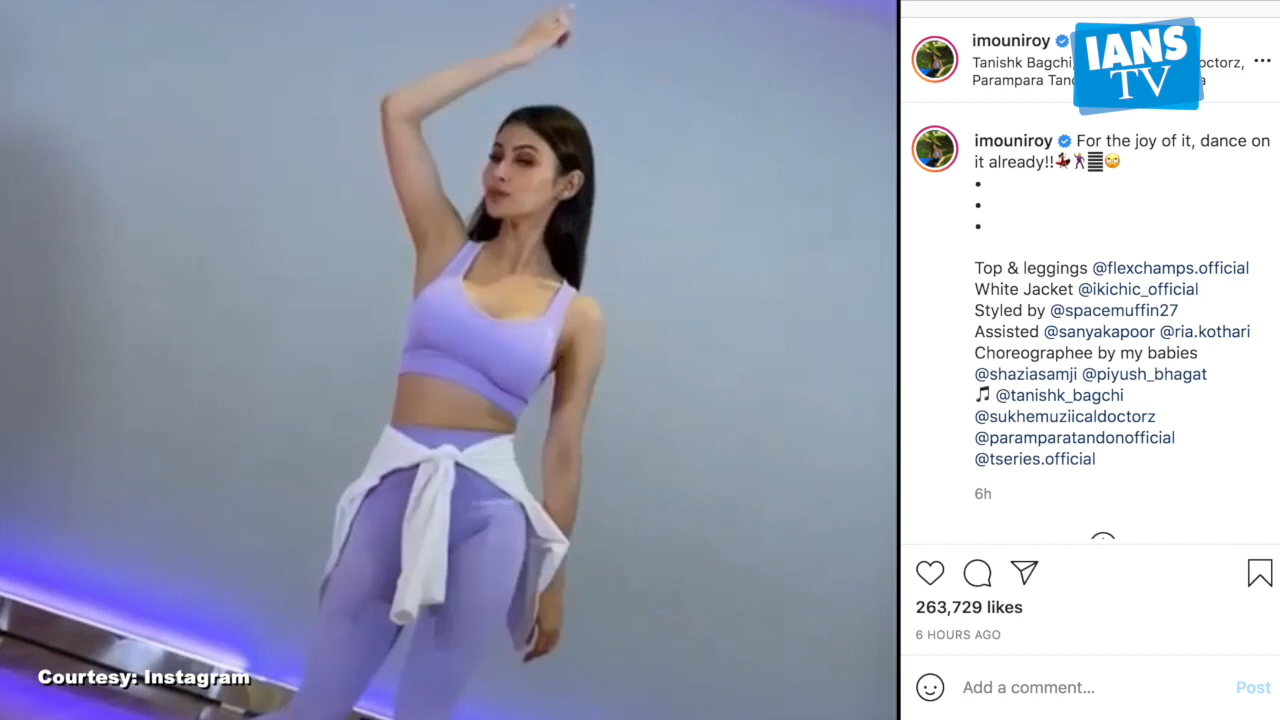 imouniroy
Tanishk Bagchi, octorz,
Parampara Tand a
IANS
TV
imouniroy For the joy of it, dance on
it already!!💃🕺🏾🙄
•
•
•
Top & leggings @flexchamps.official
White Jacket @ikichic_official
Styled by @spacemuffin27
Assisted @sanyakapoor @ria.kothari
Choreographee by my babies
@shaziasamji @piyush_bhagat
🎵 @tanishk_bagchi
@sukhemuziicaldoctorz
@paramparatandonofficial
@tseries.official
6h
263,729 likes
6 HOURS AGO
Add a comment... Post
Courtesy: Instagram